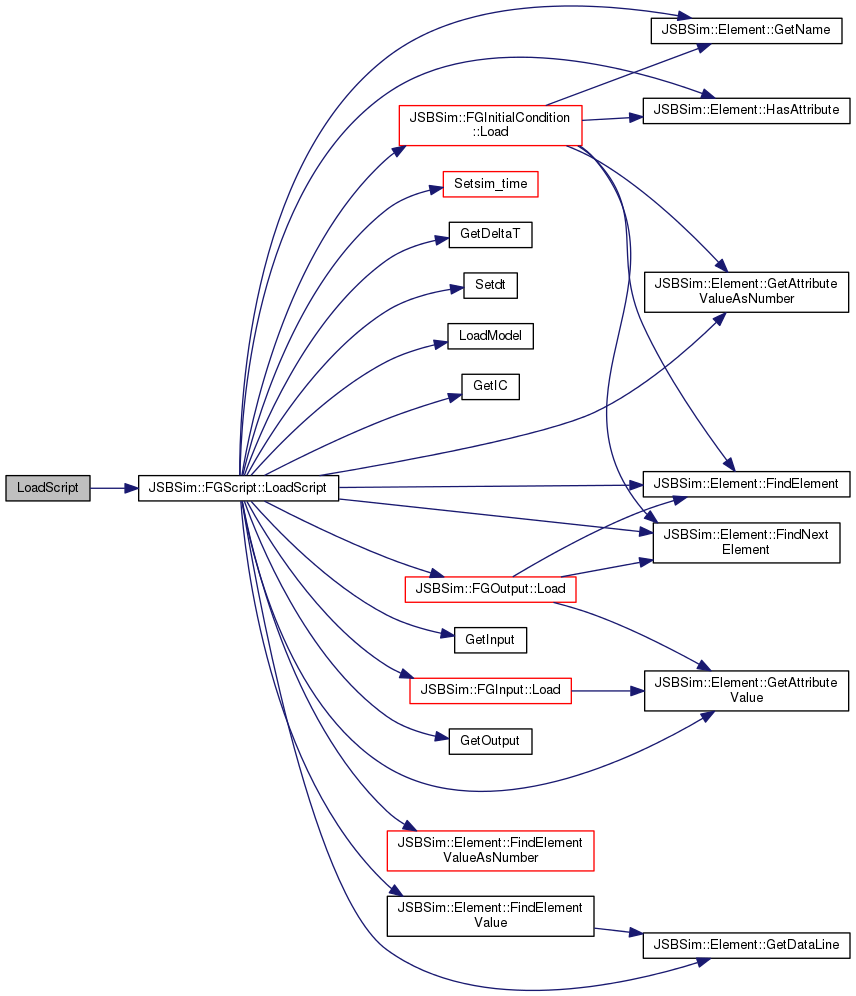 JSBSim::Element::GetName
JSBSim::Element::HasAttribute
JSBSim::FGInitialCondition
::Load
Setsim_time
GetDeltaT
JSBSim::Element::GetAttribute
ValueAsNumber
Setdt
LoadModel
GetIC
LoadScript
JSBSim::FGScript::LoadScript
JSBSim::Element::FindElement
JSBSim::Element::FindNext
Element
JSBSim::FGOutput::Load
GetInput
JSBSim::FGInput::Load
JSBSim::Element::GetAttribute
Value
GetOutput
JSBSim::Element::FindElement
ValueAsNumber
JSBSim::Element::FindElement
Value
JSBSim::Element::GetDataLine